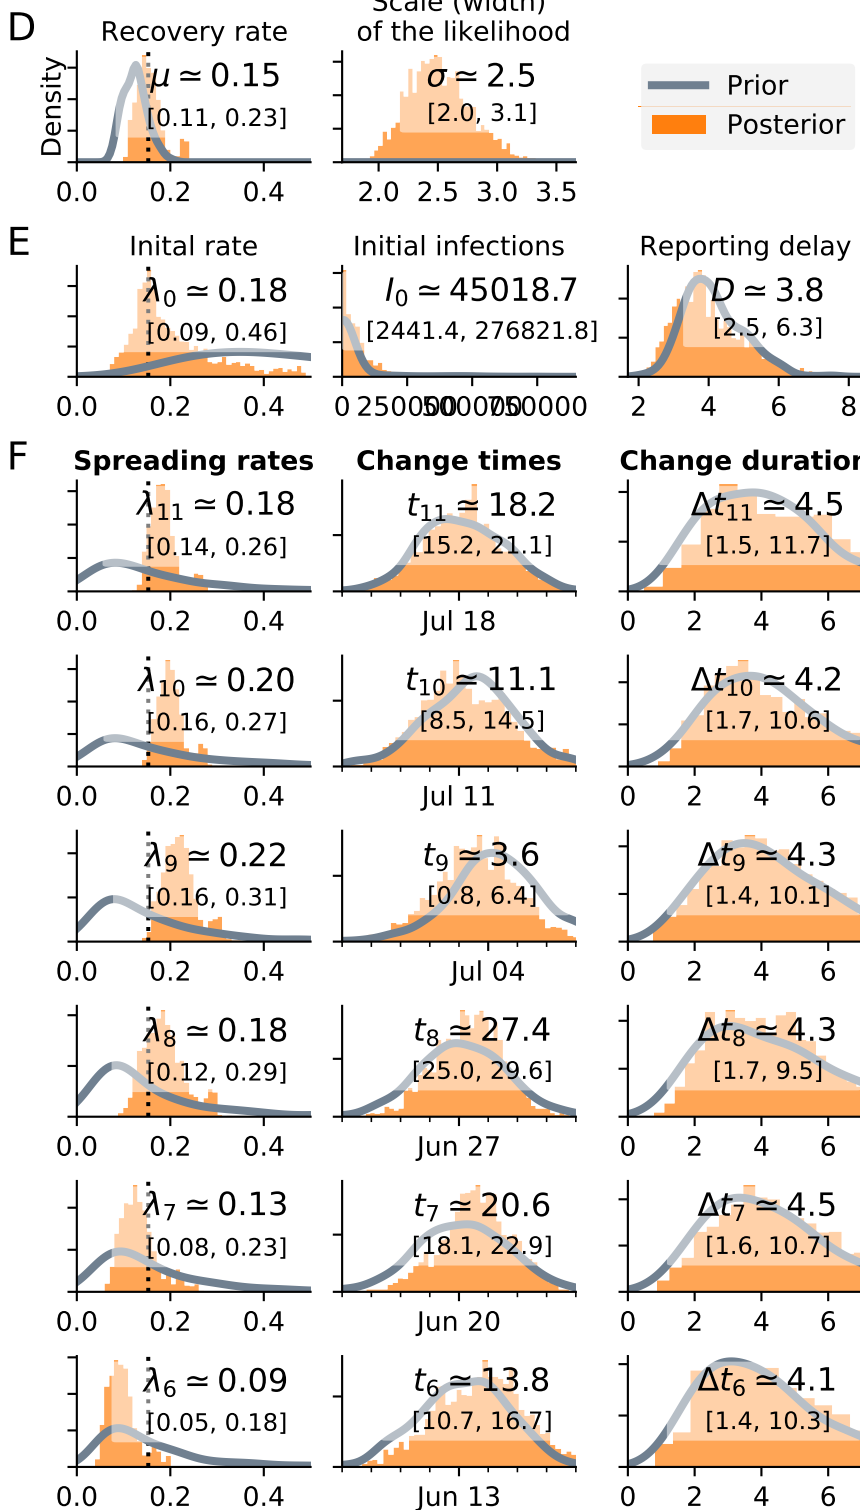 D
Recovery rate
Scale (width)
of the likelihood
Density
μ ≃ 0.15
[0.11, 0.23]
σ ≃ 2.5
[2.0, 3.1]
Prior
Posterior
0.0 0.2 0.4
2.0 2.5 3.0 3.5
E
Inital rate
Initial infections
Reporting delay
λ0 ≃ 0.18
[0.09, 0.46]
I0 ≃ 45018.7
[2441.4, 276821.8]
D ≃ 3.8
[2.5, 6.3]
0.0 0.2 0.4
0 250000 500000 750000
2 4 6 8
F
Spreading rates
Change times
Change duration
λ11 ≃ 0.18
[0.14, 0.26]
t11 ≃ 18.2
[15.2, 21.1]
Δt11 ≃ 4.5
[1.5, 11.7]
0.0 0.2 0.4
Jul 18
0 2 4 6
λ10 ≃ 0.20
[0.16, 0.27]
t10 ≃ 11.1
[8.5, 14.5]
Δt10 ≃ 4.2
[1.7, 10.6]
0.0 0.2 0.4
Jul 11
0 2 4 6
λ9 ≃ 0.22
[0.16, 0.31]
t9 ≃ 3.6
[0.8, 6.4]
Δt9 ≃ 4.3
[1.4, 10.1]
0.0 0.2 0.4
Jul 04
0 2 4 6
λ8 ≃ 0.18
[0.12, 0.29]
t8 ≃ 27.4
[25.0, 29.6]
Δt8 ≃ 4.3
[1.7, 9.5]
0.0 0.2 0.4
Jun 27
0 2 4 6
λ7 ≃ 0.13
[0.08, 0.23]
t7 ≃ 20.6
[18.1, 22.9]
Δt7 ≃ 4.5
[1.6, 10.7]
0.0 0.2 0.4
Jun 20
0 2 4 6
λ6 ≃ 0.09
[0.05, 0.18]
t6 ≃ 13.8
[10.7, 16.7]
Δt6 ≃ 4.1
[1.4, 10.3]
0.0 0.2 0.4
Jun 13
0 2 4 6